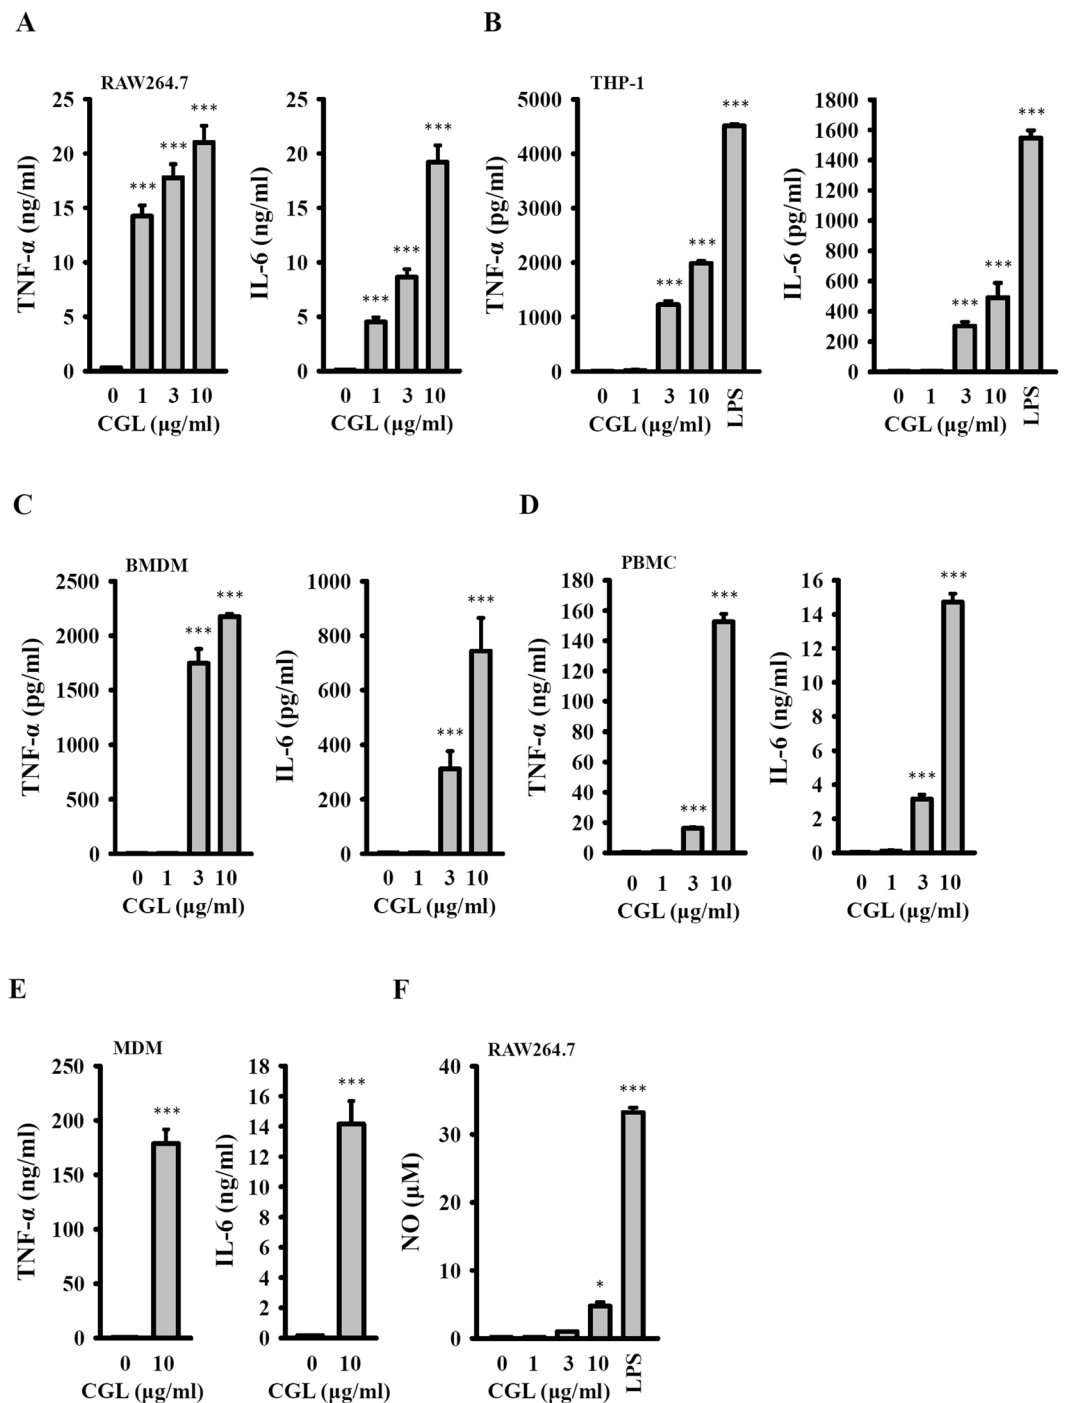 A
B
RAW264.7
THP-1
TNF-α (ng/ml)
25
20
15
10
5
0
***
***
***
0 1 3 10
CGL (μg/ml)
IL-6 (ng/ml)
25
20
15
10
5
0
***
***
***
0 1 3 10
CGL (μg/ml)
TNF-α (pg/ml)
5000
4000
3000
2000
1000
0
***
***
***
0 1 3 10 LPS
CGL (μg/ml)
IL-6 (pg/ml)
1800
1600
1400
1200
1000
800
600
400
200
0
***
***
***
0 1 3 10 LPS
CGL (μg/ml)
C
D
BMDM
PBMC
TNF-α (pg/ml)
2500
2000
1500
1000
500
0
***
***
0 1 3 10
CGL (μg/ml)
IL-6 (pg/ml)
1000
800
600
400
200
0
***
***
0 1 3 10
CGL (μg/ml)
TNF-α (ng/ml)
180
160
140
120
100
80
60
40
20
0
***
***
0 1 3 10
CGL (μg/ml)
IL-6 (ng/ml)
16
14
12
10
8
6
4
2
0
***
***
0 1 3 10
CGL (μg/ml)
E
F
MDM
RAW264.7
TNF-α (ng/ml)
250
200
150
100
50
0
***
0 10
CGL (μg/ml)
IL-6 (ng/ml)
18
16
14
12
10
8
6
4
2
0
***
0 10
CGL (μg/ml)
NO (μM)
40
30
20
10
0
*
***
0 1 3 10 LPS
CGL (μg/ml)